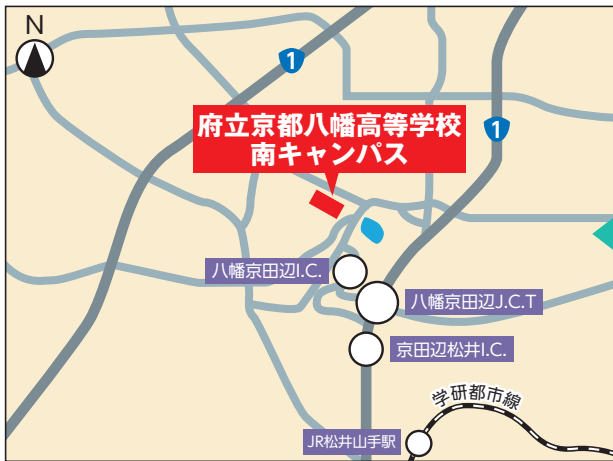 N
1
府立京都八幡高等学校
南キャンパス
1
八幡京田辺I.C.
八幡京田辺J.C.T
京田辺松井I.C.
学研都市線
JR松井山手駅